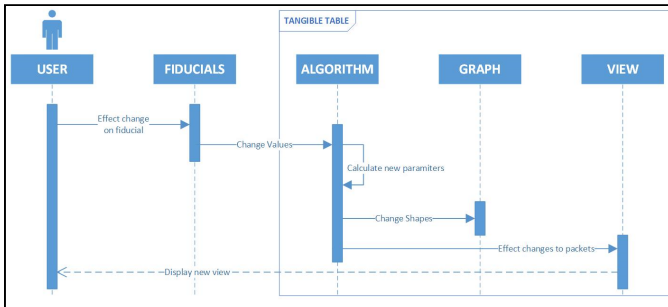 TANGIBLE TABLE
USER
FIDUCIALS
ALGORITHM
GRAPH
VIEW
Effect change
on fiducial
Change Values
Calculate new paramiters
Change Shapes
Effect changes to packets
Display new view